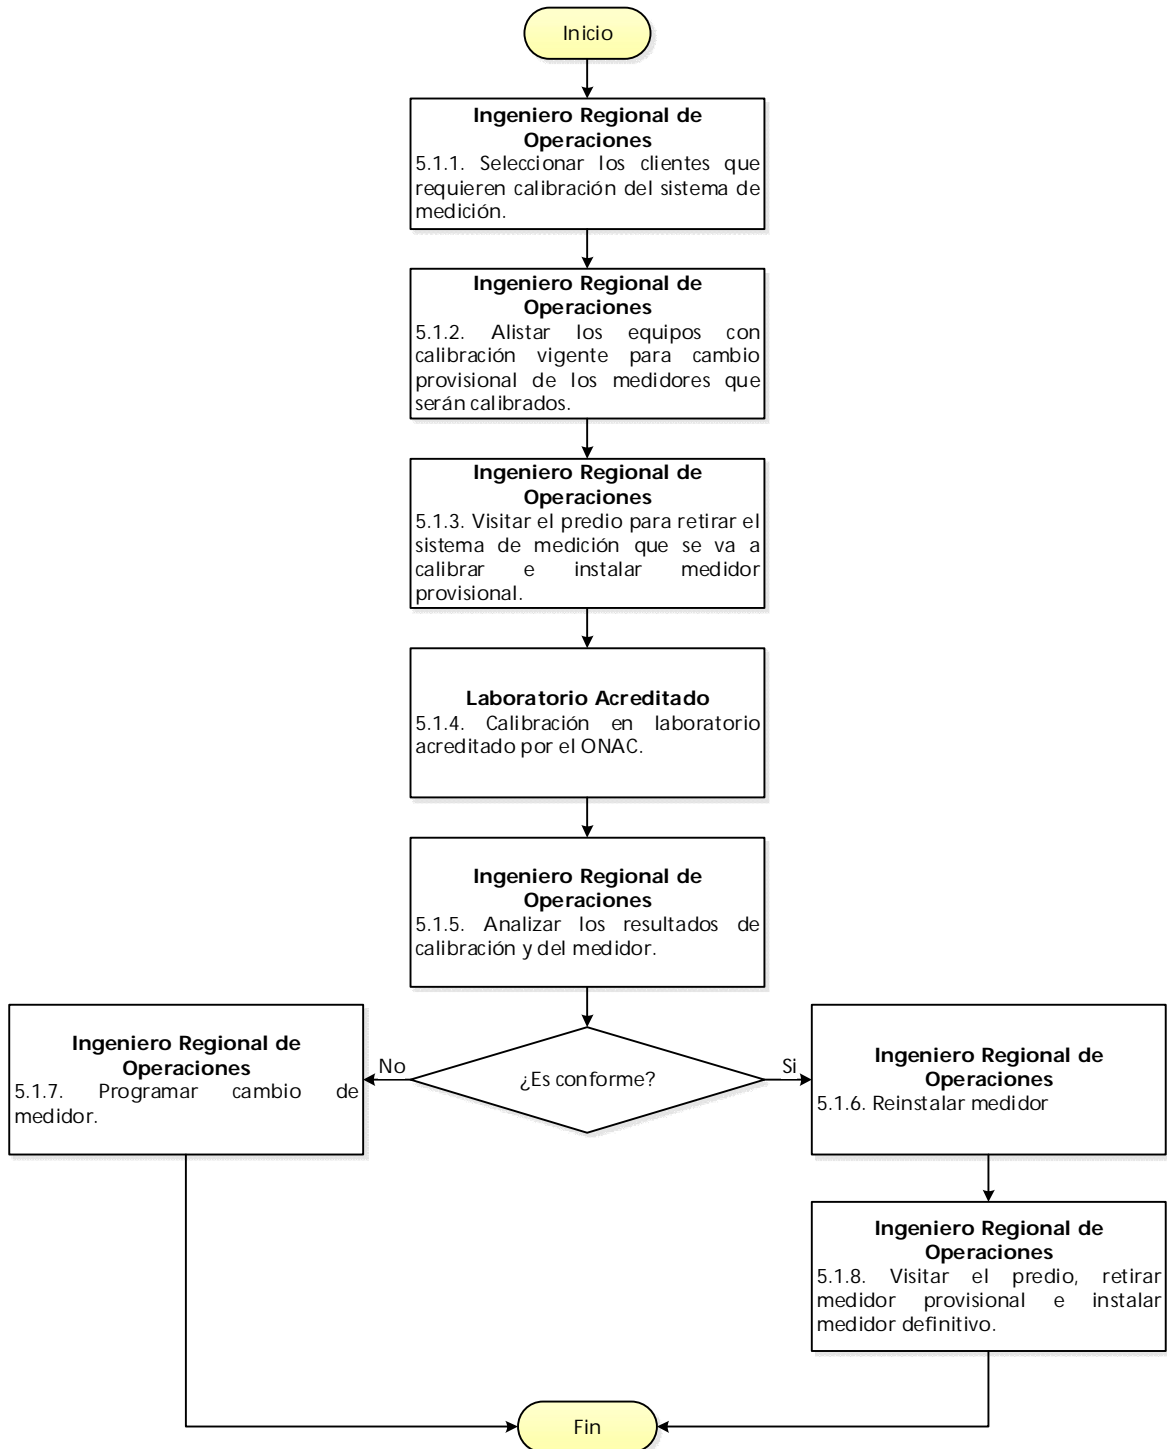 Inicio
Ingeniero Regional de
Operaciones
5.1.1. Seleccionar los clientes que
requieren calibración del sistema de
medición.
Ingeniero Regional de
Operaciones
5.1.2. Alistar los equipos con
calibración vigente para cambio
provisional de los medidores que
serán calibrados.
Ingeniero Regional de
Operaciones
5.1.3. Visitar el predio para retirar el
sistema de medición que se va a
calibrar e instalar medidor
provisional.
Laboratorio Acreditado
5.1.4. Calibración en laboratorio
acreditado por el ONAC.
Ingeniero Regional de
Operaciones
5.1.5. Analizar los resultados de
calibración y del medidor.
¿Es conforme?
No
Ingeniero Regional de
Operaciones
5.1.7. Programar cambio de
medidor.
Si
Ingeniero Regional de
Operaciones
5.1.6. Reinstalar medidor
Ingeniero Regional de
Operaciones
5.1.8. Visitar el predio, retirar
medidor provisional e instalar
medidor definitivo.
Fin